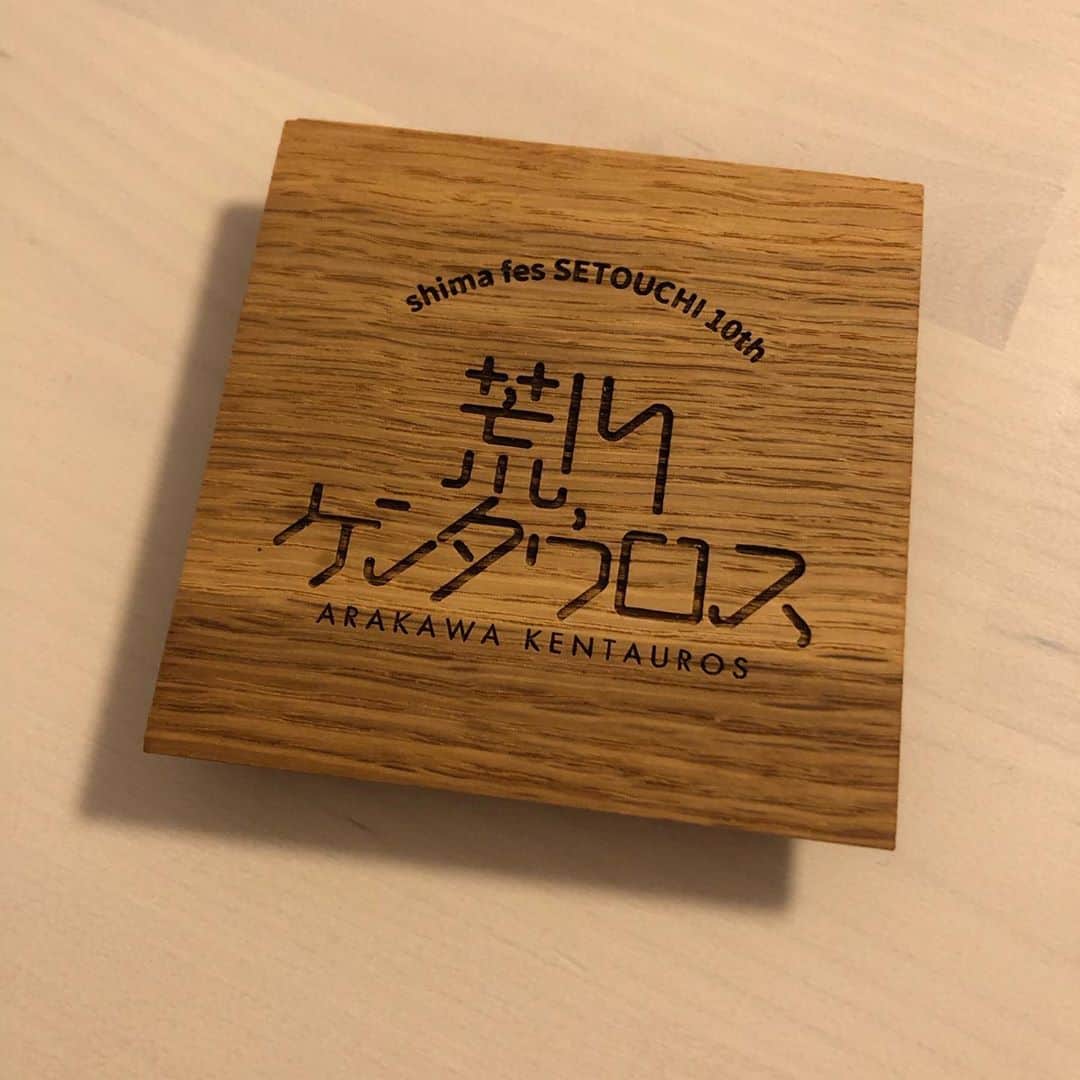 shima fes SETOUCHI 10th
荒川
ケンタウロス
ARAKAWA KENTAUROS